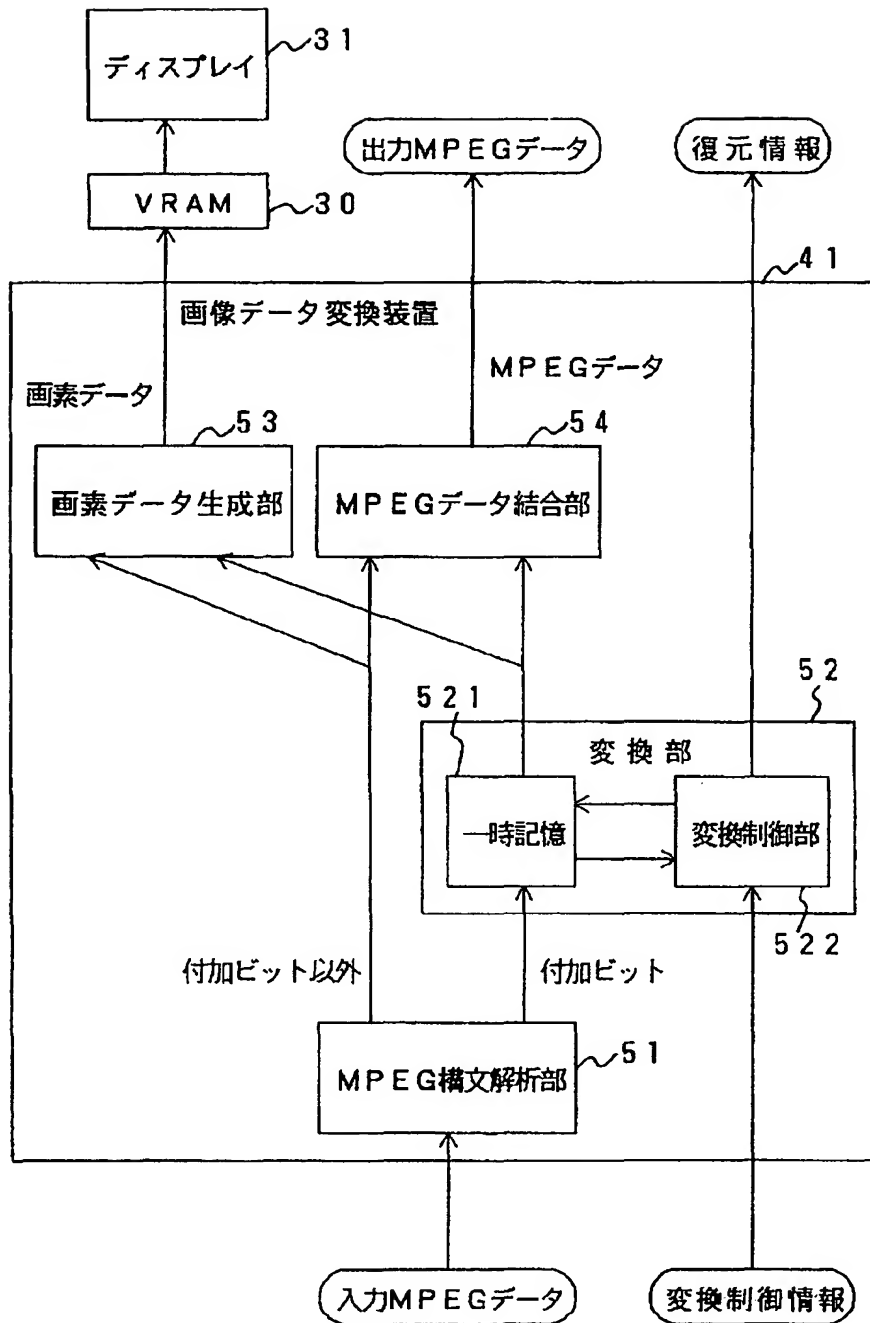 31
ディスプレイ
出力MPEGデータ
復元情報
VRAM
30
41
画像データ変換装置
MPEGデータ
画素データ
53
54
画素データ生成部
MPEGデータ結合部
521
52
変換部
一時記憶
変換制御部
522
付加ビット以外
付加ビット
51
MPEG構文解析部
入力MPEGデータ
変換制御情報